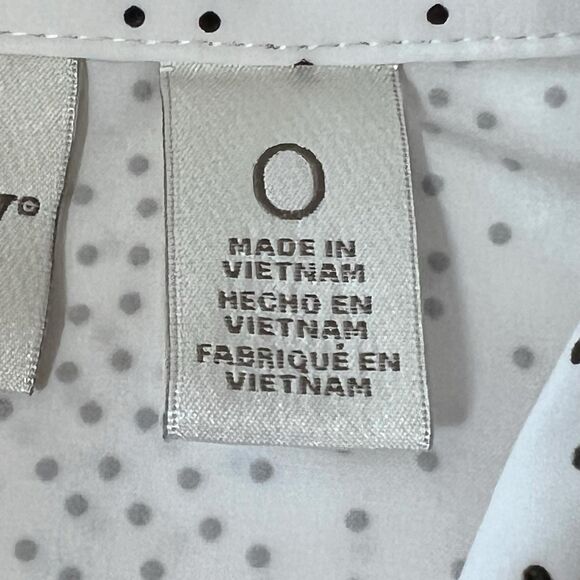 0
MADE IN
VIETNAM
HECHO EN
VIETNAM
FABRIQUÉ EN
VIETNAM